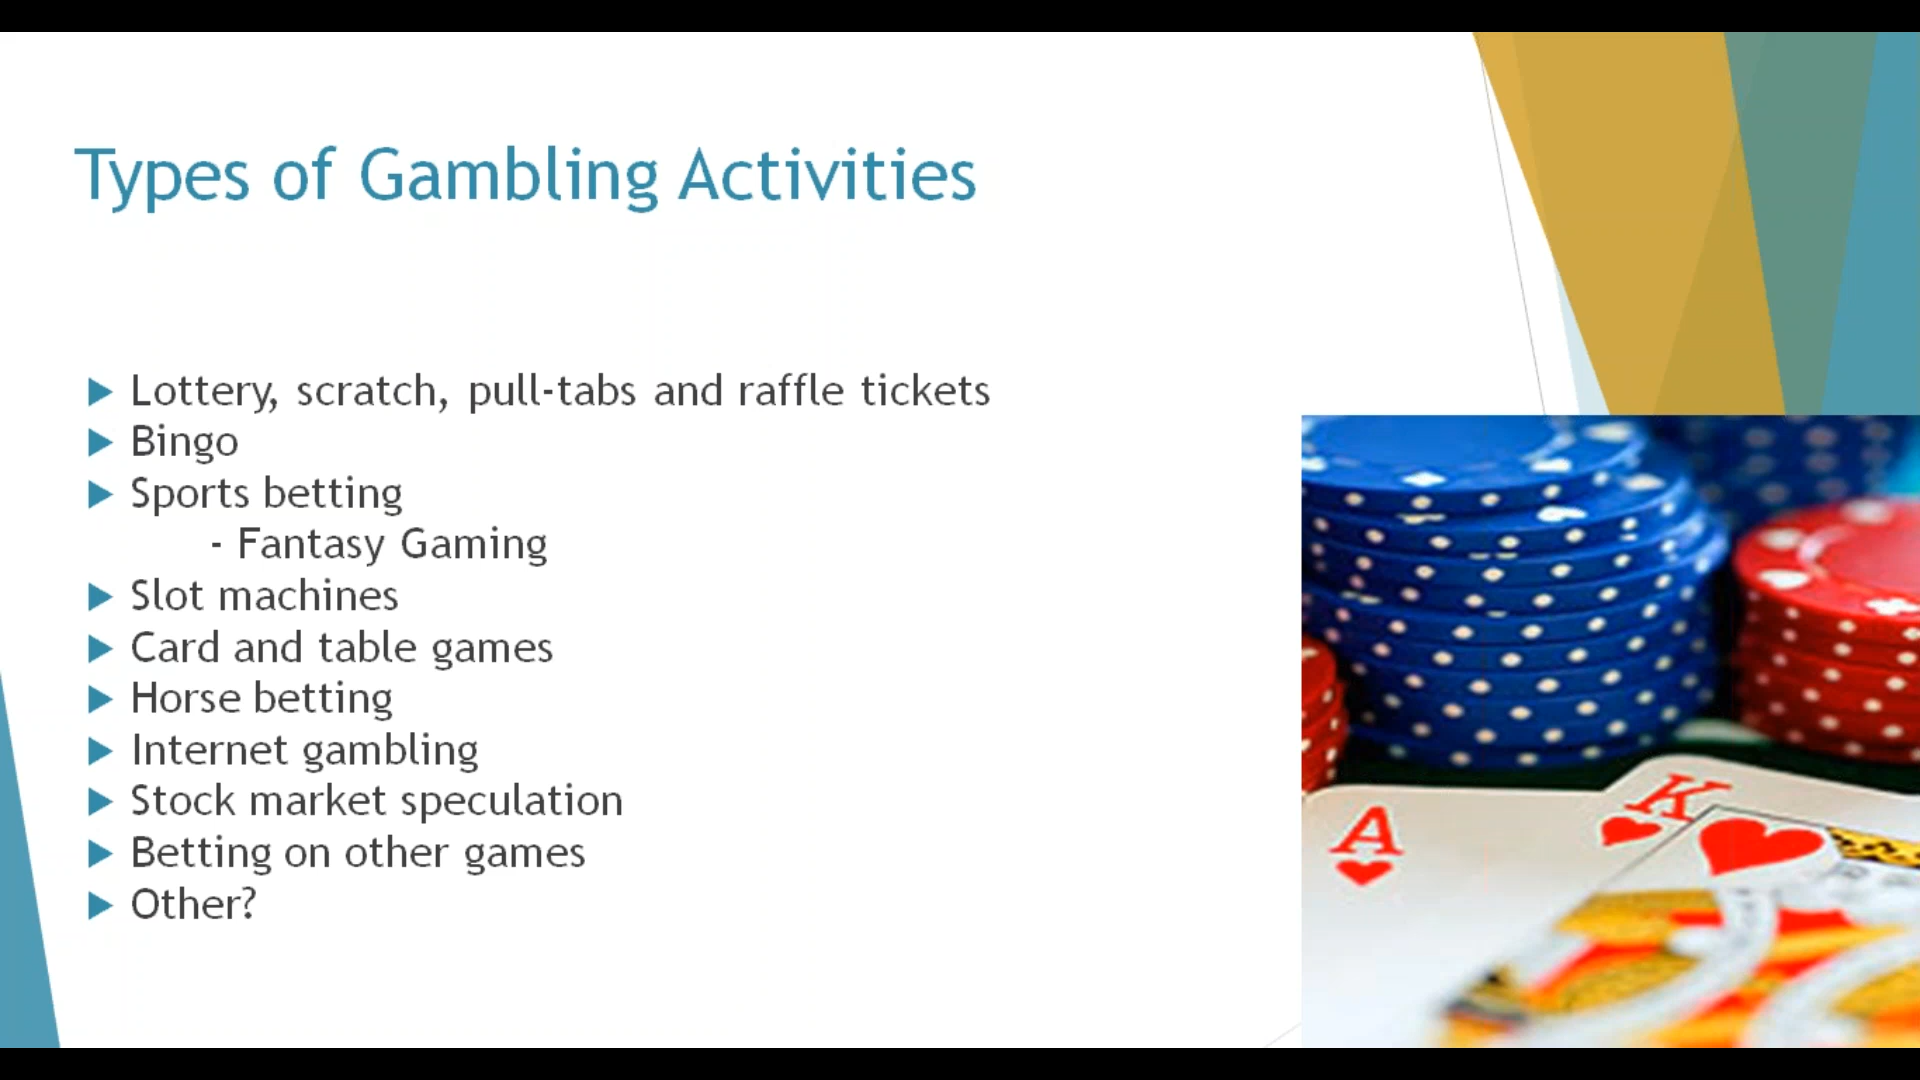 Types of Gambling Activities
Lottery, scratch, pull-tabs and raffle tickets
Bingo
Sports betting
- Fantasy Gaming
Slot machines
Card and table games
Horse betting
Internet gambling
Stock market speculation
Betting on other games
Other?
A
K